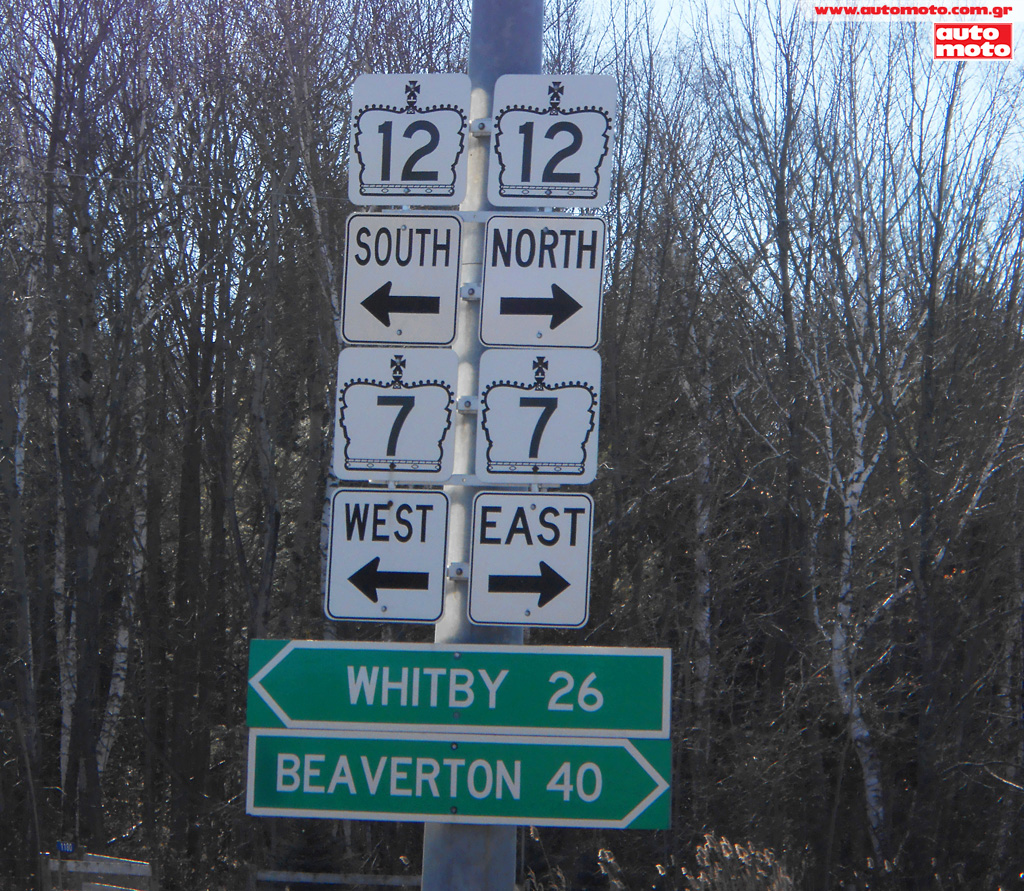 www.automoto.com.gr
auto
moto
12 12
SOUTH NORTH
7 7
WEST EAST
WHITBY 26
BEAVERTON 40